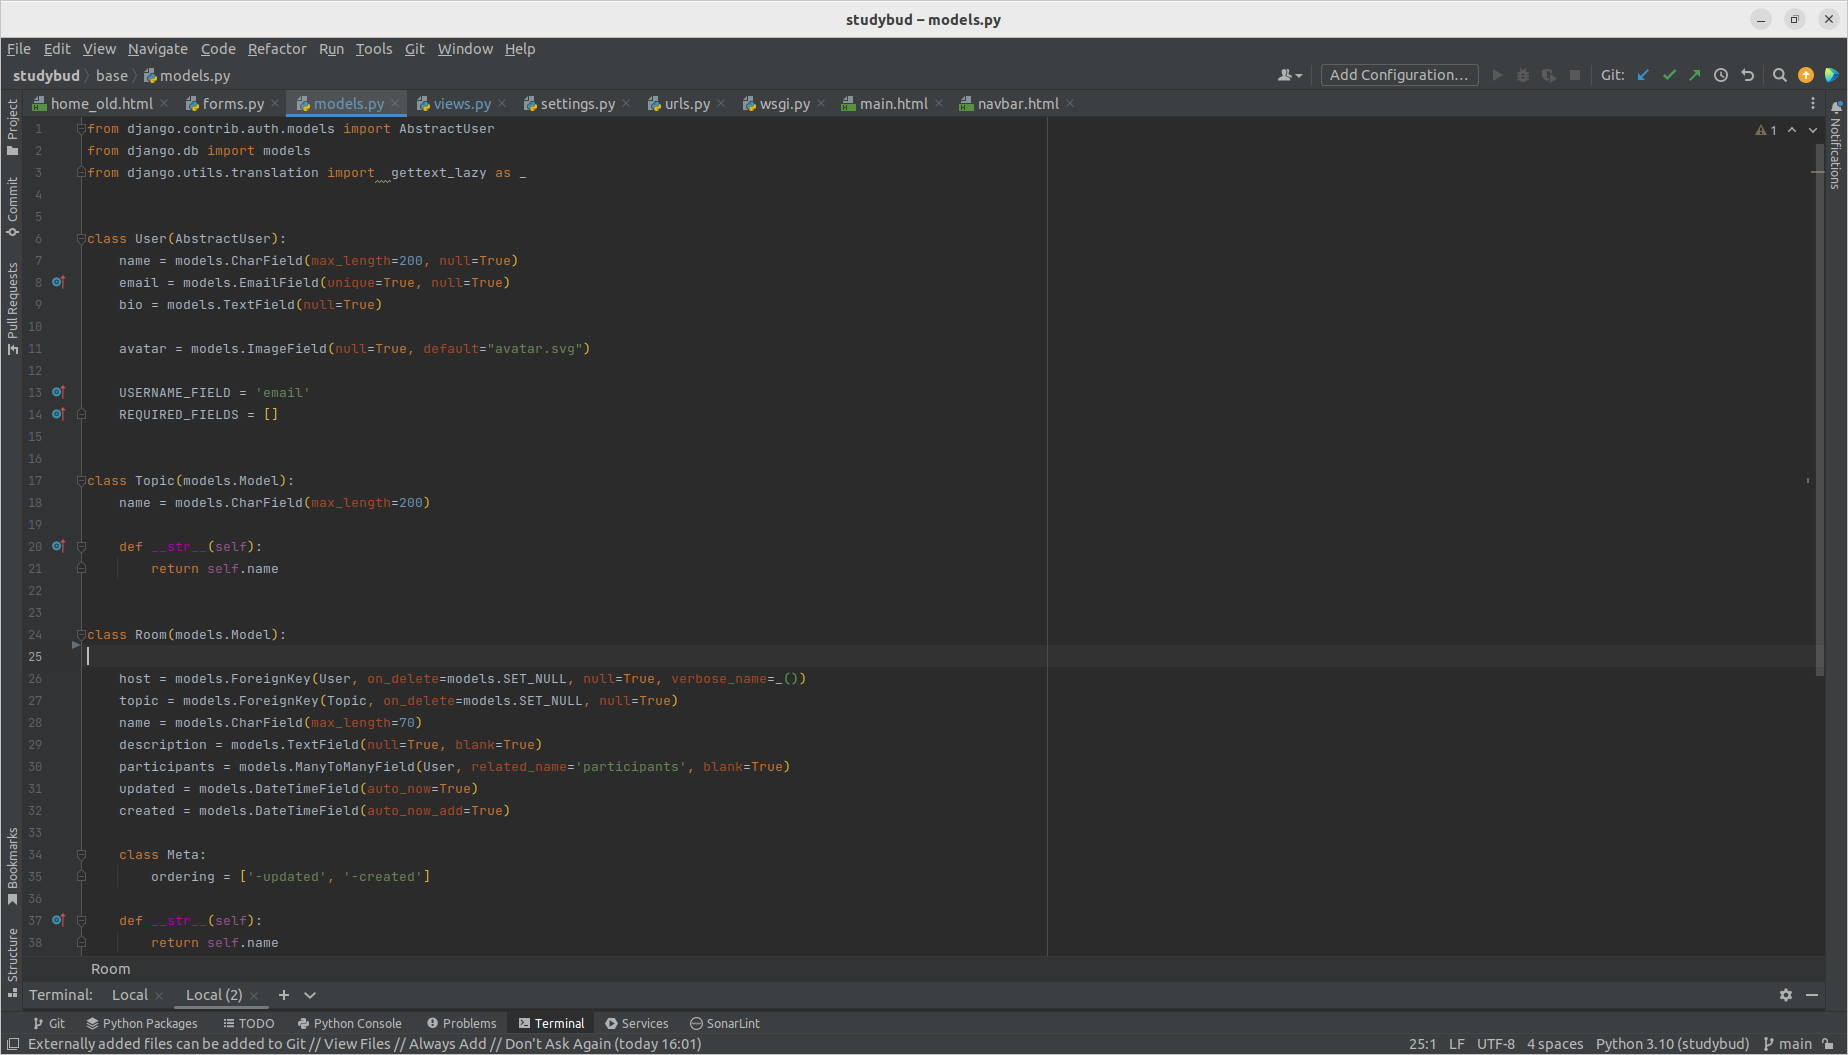 studybud – models.py
File Edit View Navigate Code Refactor Run Tools Git Window Help
studybud base models.py Add Configuration... Git:
home_old.html forms.py models.py views.py settings.py urls.py wsgi.py main.html navbar.html
Project
Commit
Pull Requests
Bookmarks
Structure
Notifications
1
1 from django.contrib.auth.models import AbstractUser
2 from django.db import models
3 from django.utils.translation import  gettext_lazy as _
4
5
6 class User(AbstractUser):
7     name = models.CharField(max_length=200, null=True)
8     email = models.EmailField(unique=True, null=True)
9     bio = models.TextField(null=True)
10
11     avatar = models.ImageField(null=True, default="avatar.svg")
12
13     USERNAME_FIELD = 'email'
14     REQUIRED_FIELDS = []
15
16
17 class Topic(models.Model):
18     name = models.CharField(max_length=200)
19
20     def __str__(self):
21         return self.name
22
23
24 class Room(models.Model):
25
26     host = models.ForeignKey(User, on_delete=models.SET_NULL, null=True, verbose_name=_())
27     topic = models.ForeignKey(Topic, on_delete=models.SET_NULL, null=True)
28     name = models.CharField(max_length=70)
29     description = models.TextField(null=True, blank=True)
30     participants = models.ManyToManyField(User, related_name='participants', blank=True)
31     updated = models.DateTimeField(auto_now=True)
32     created = models.DateTimeField(auto_now_add=True)
33
34     class Meta:
35         ordering = ['-updated', '-created']
36
37     def __str__(self):
38         return self.name
Room
Terminal: Local Local (2)
Git Python Packages TODO Python Console Problems Terminal Services SonarLint
Externally added files can be added to Git // View Files // Always Add // Don't Ask Again (today 16:01) 25:1 LF UTF-8 4 spaces Python 3.10 (studybud) main